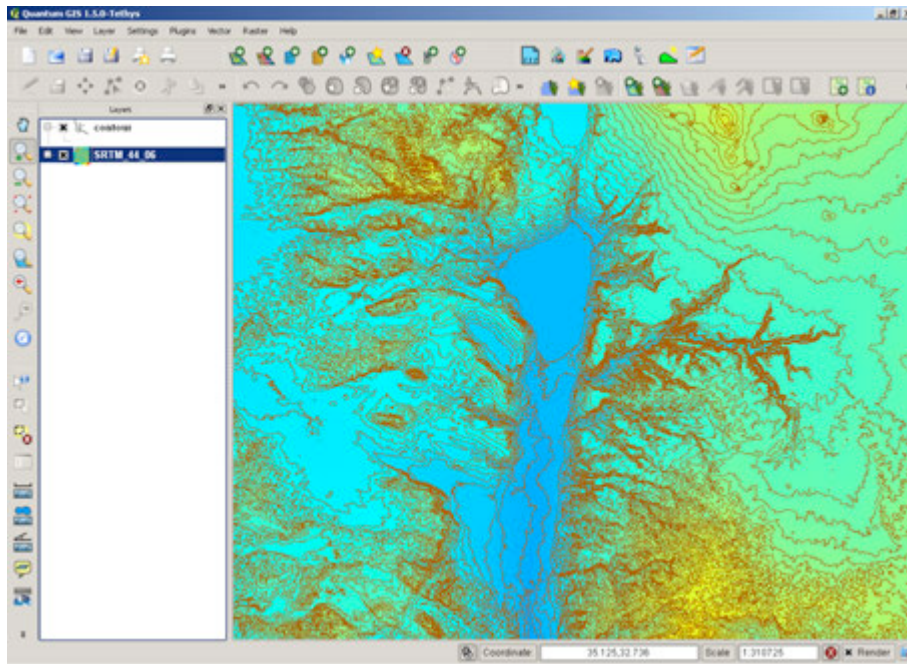 Quantum GIS 1.5.0-Tethys
File Edit View Layer Settings Plugins Vector Raster Help
Layers
contour
SRTM_44_06
Coordinate: 35.125,32.736 Scale 1:310725 Render